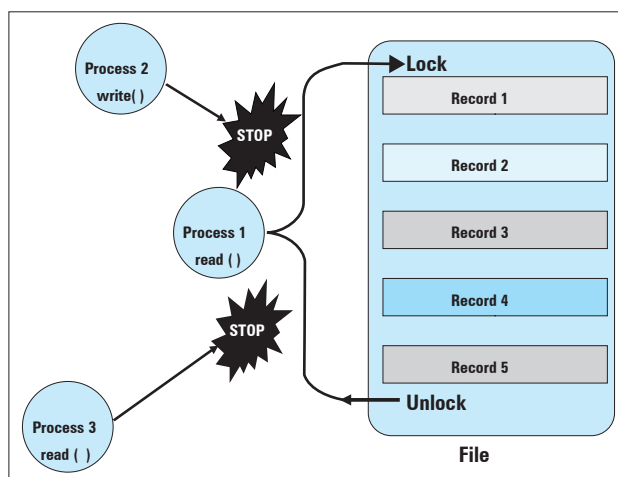 Process 2
write( )
STOP
Process 1
read ( )
STOP
Process 3
read ( )
Lock
Record 1
Record 2
Record 3
Record 4
Record 5
Unlock
File